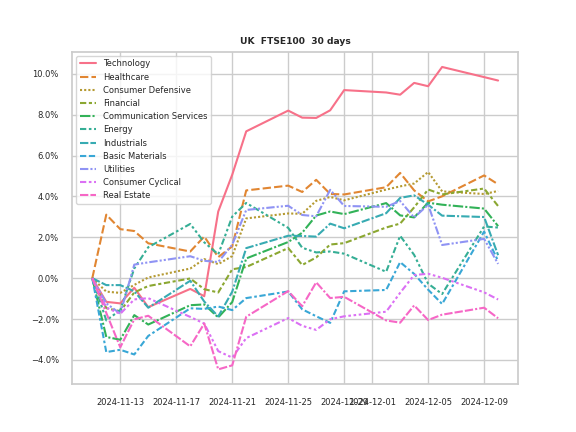 UK  FTSE100  30 days
Technology
Healthcare
Consumer Defensive
Financial
Communication Services
Energy
Industrials
Basic Materials
Utilities
Consumer Cyclical
Real Estate
10.0%
8.0%
6.0%
4.0%
2.0%
0.0%
−2.0%
−4.0%
2024-11-13 2024-11-17 2024-11-21 2024-11-25 2024-11-29 2024-12-01 2024-12-05 2024-12-09